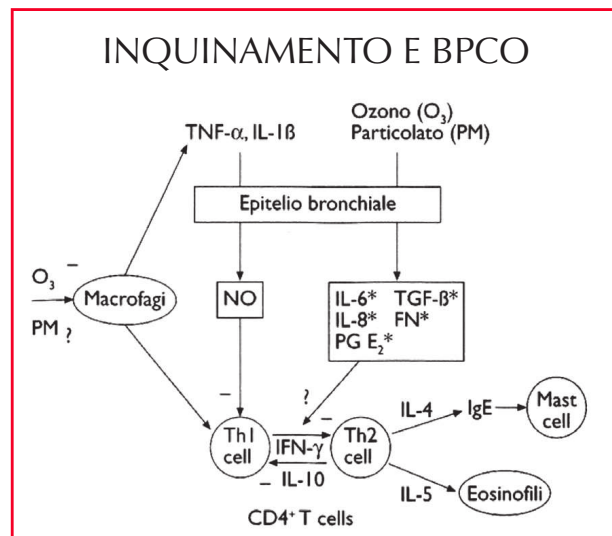 INQUINAMENTO E BPCO
Ozono (O₃)
Particolato (PM)
TNF-α, IL-1ß
Epitelio bronchiale
O₃ –
PM ?
Macrofagi
NO
IL-6* TGF-ß*
IL-8* FN*
PG E₂*
– ? –
Th1
cell
IFN-γ
– IL-10
Th2
cell
IL-4
IgE
Mast
cell
IL-5
Eosinofili
CD4⁺ T cells